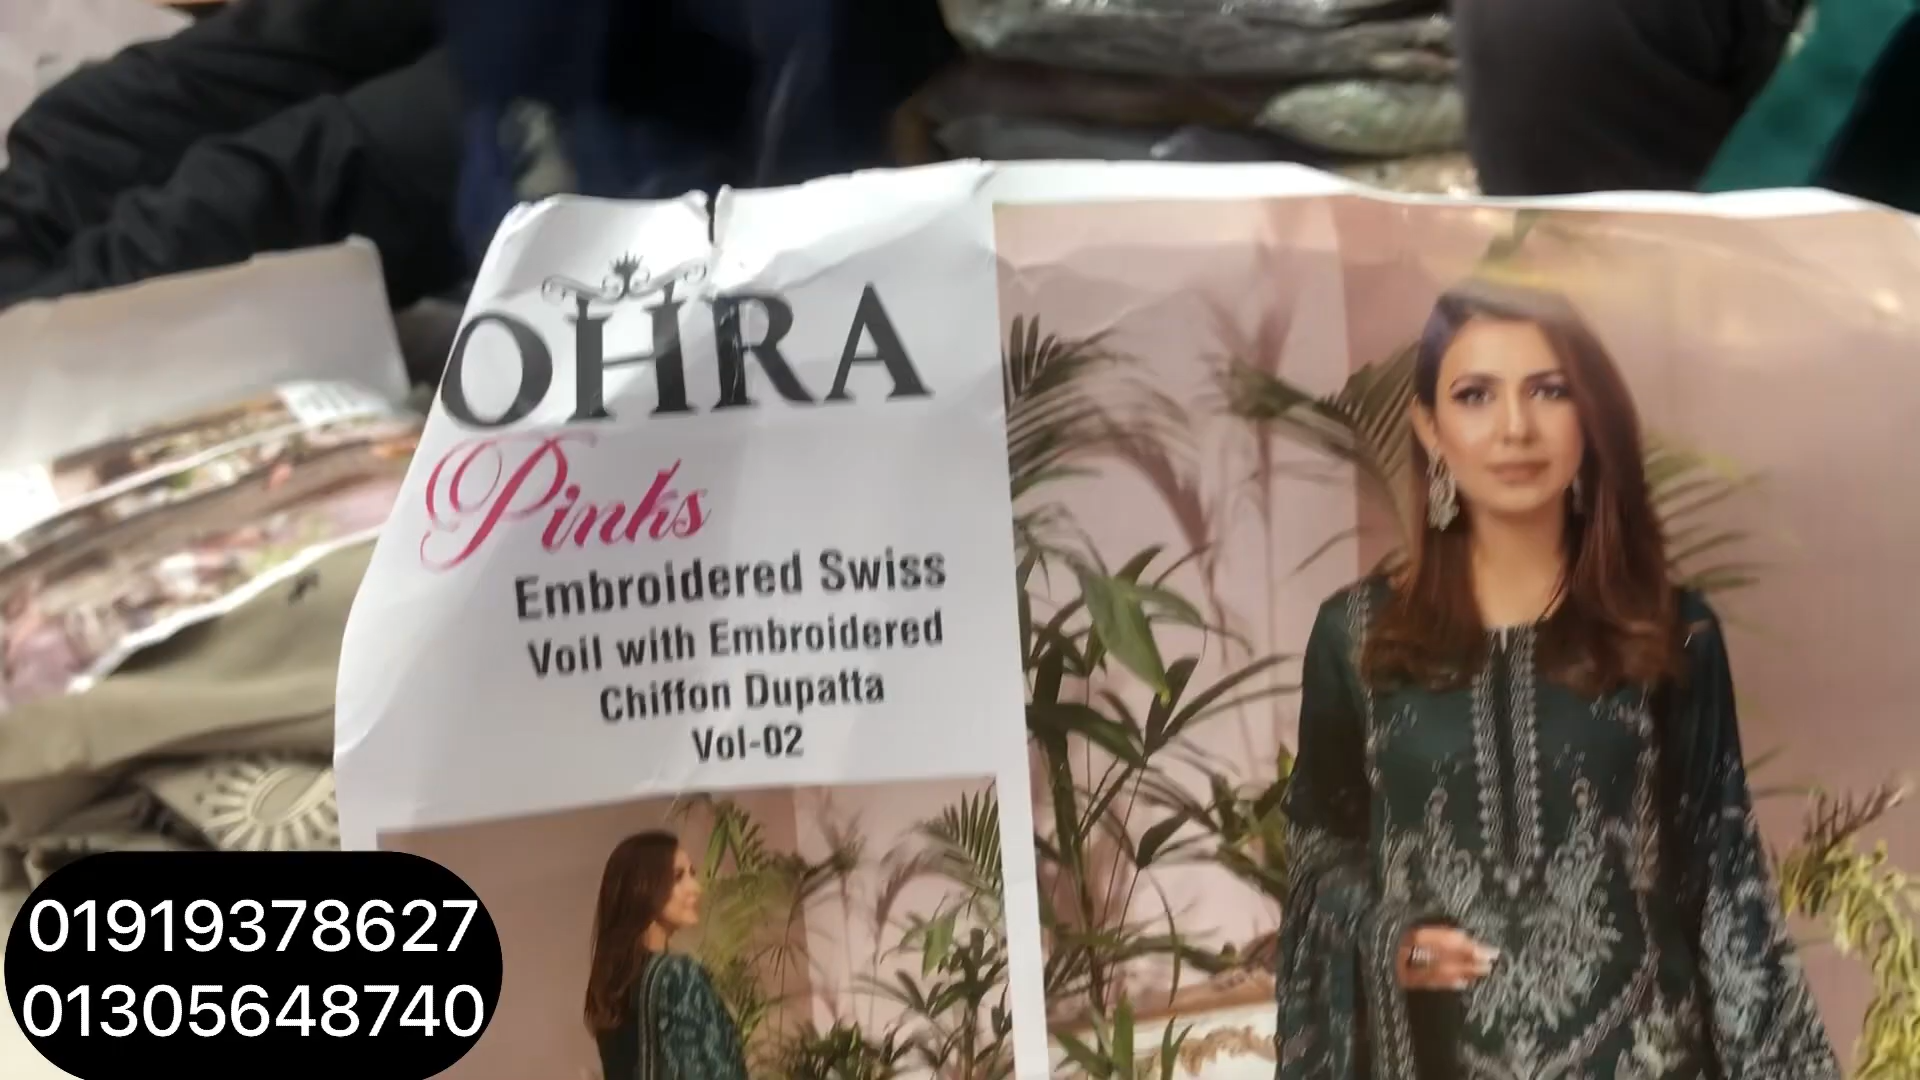 OHRA
Pinks
Embroidered Swiss
Voil with Embroidered
Chiffon Dupatta
Vol-02
01919378627
01305648740